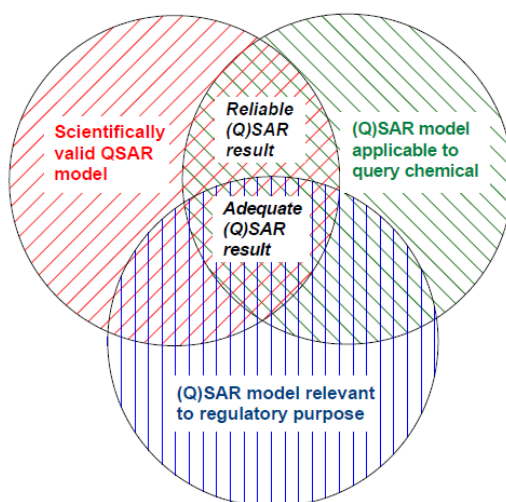 Scientifically
valid QSAR
model
Reliable
(Q)SAR
result
(Q)SAR model
applicable to
query chemical
Adequate
(Q)SAR
result
(Q)SAR model relevant
to regulatory purpose